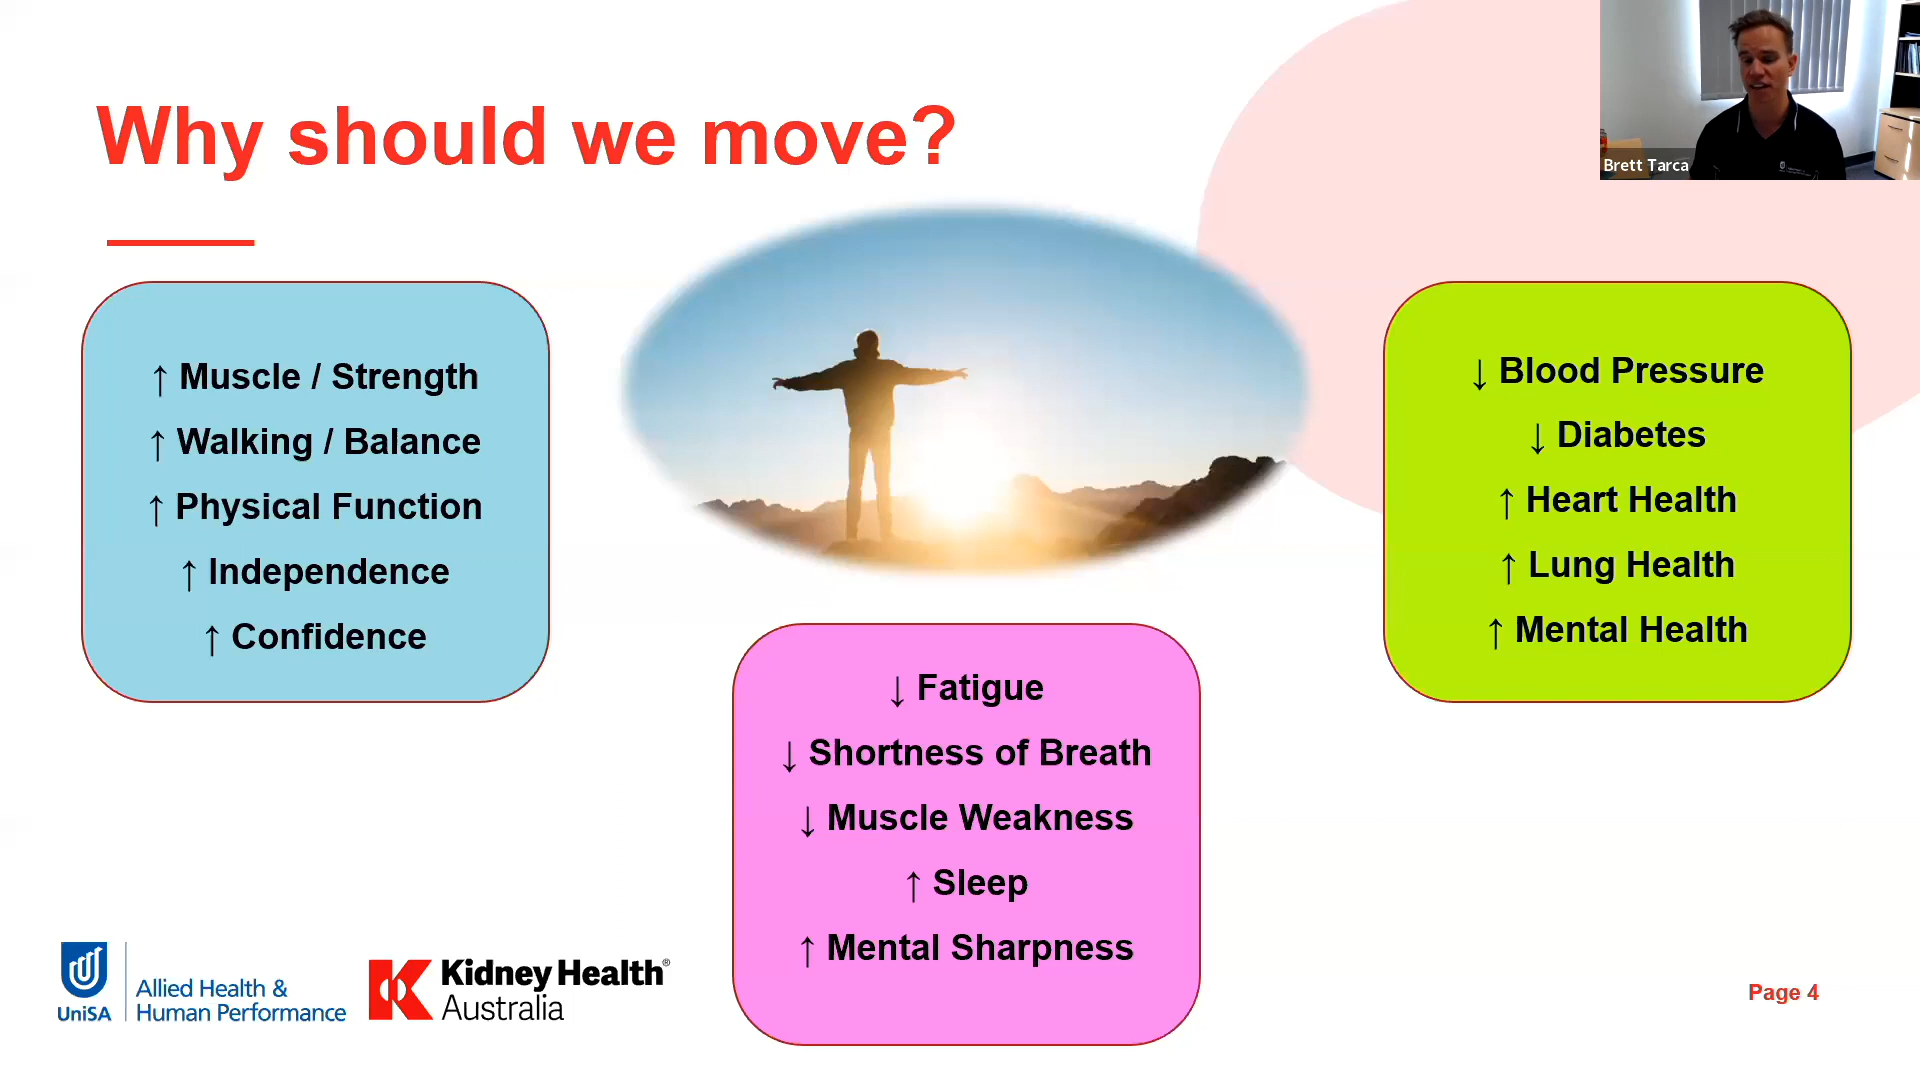 Why should we move?
Brett Tarca
↑ Muscle / Strength
↑ Walking / Balance
↑ Physical Function
↑ Independence
↑ Confidence
↓ Fatigue
↓ Shortness of Breath
↓ Muscle Weakness
↑ Sleep
↑ Mental Sharpness
↓ Blood Pressure
↓ Diabetes
↑ Heart Health
↑ Lung Health
↑ Mental Health
UniSA
Allied Health &
Human Performance
Kidney Health®
Australia
Page 4